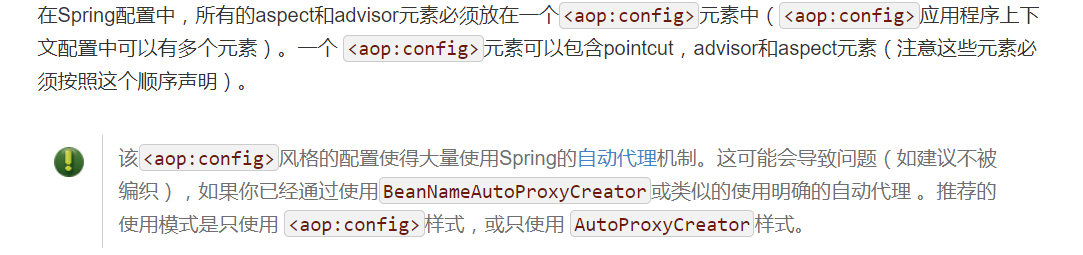 在Spring配置中，所有的aspect和advisor元素必须放在一个<aop:config>元素中（<aop:config>应用程序上下
文配置中可以有多个元素）。一个 <aop:config>元素可以包含pointcut，advisor和aspect元素（注意这些元素必
须按照这个顺序声明）。
该<aop:config>风格的配置使得大量使用Spring的自动代理机制。这可能会导致问题（如建议不被
编织），如果你已经通过使用BeanNameAutoProxyCreator或类似的使用明确的自动代理 。推荐的
使用模式是只使用 <aop:config>样式，或只使用 AutoProxyCreator样式。